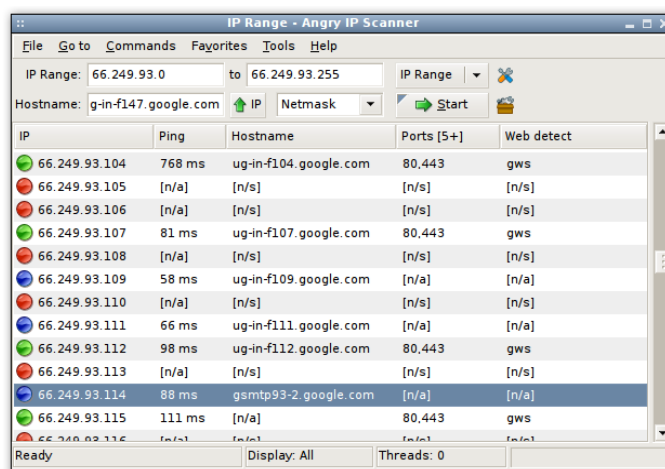 IP Range - Angry IP Scanner
File Go to Commands Favorites Tools Help
IP Range: 66.249.93.0 to 66.249.93.255 IP Range
Hostname: g-in-f147.google.com IP Netmask Start
IP Ping Hostname Ports [5+] Web detect
66.249.93.104 768 ms ug-in-f104.google.com 80,443 gws
66.249.93.105 [n/a] [n/s] [n/s] [n/s]
66.249.93.106 [n/a] [n/s] [n/s] [n/s]
66.249.93.107 81 ms ug-in-f107.google.com 80,443 gws
66.249.93.108 [n/a] [n/s] [n/s] [n/s]
66.249.93.109 58 ms ug-in-f109.google.com [n/a] [n/a]
66.249.93.110 [n/a] [n/s] [n/s] [n/s]
66.249.93.111 66 ms ug-in-f111.google.com [n/a] [n/a]
66.249.93.112 98 ms ug-in-f112.google.com 80,443 gws
66.249.93.113 [n/a] [n/s] [n/s] [n/s]
66.249.93.114 88 ms gsmtp93-2.google.com [n/a] [n/a]
66.249.93.115 111 ms [n/a] 80,443 gws
66.249.93.116 [n/a] [n/s] [n/s] [n/s]
Ready Display: All Threads: 0